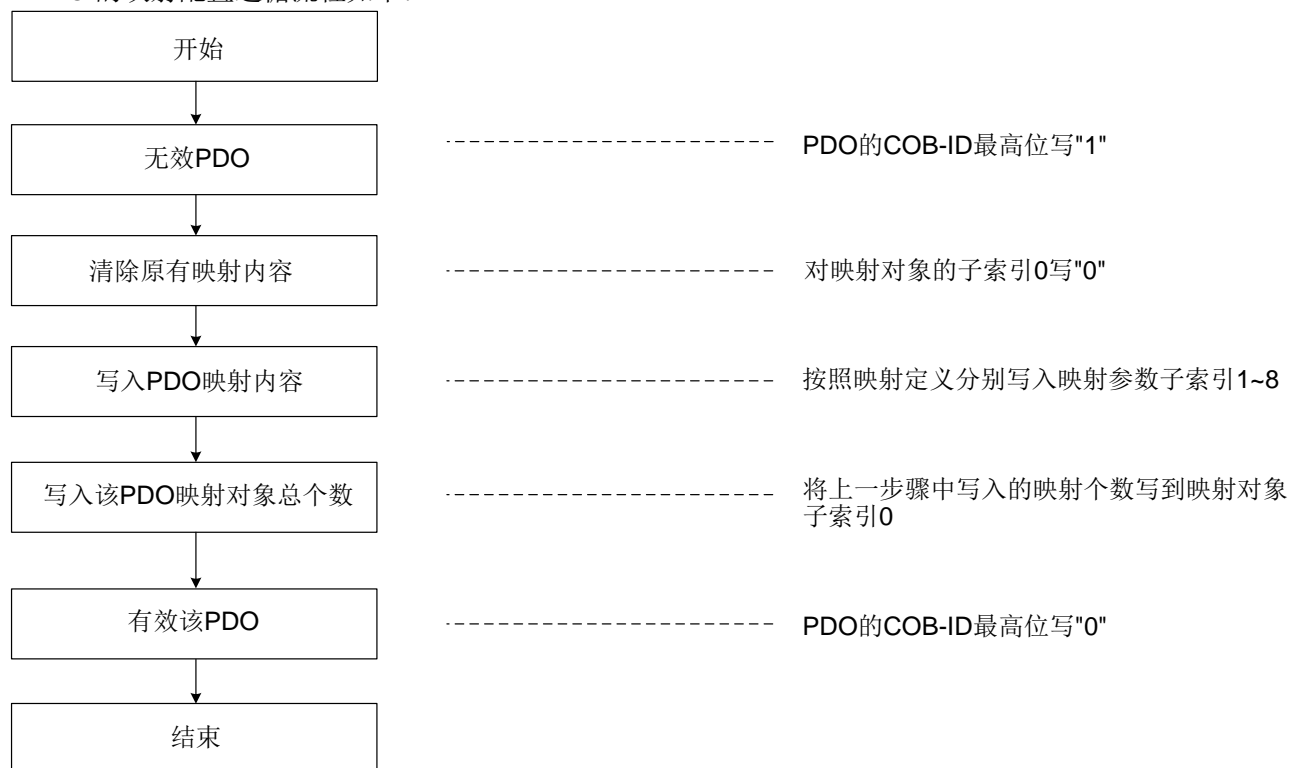 开始
无效PDO
PDO的COB-ID最高位写"1"
清除原有映射内容
对映射对象的子索引0写"0"
写入PDO映射内容
按照映射定义分别写入映射参数子索引1~8
写入该PDO映射对象总个数
将上一步骤中写入的映射个数写到映射对象
子索引0
有效该PDO
PDO的COB-ID最高位写"0"
结束